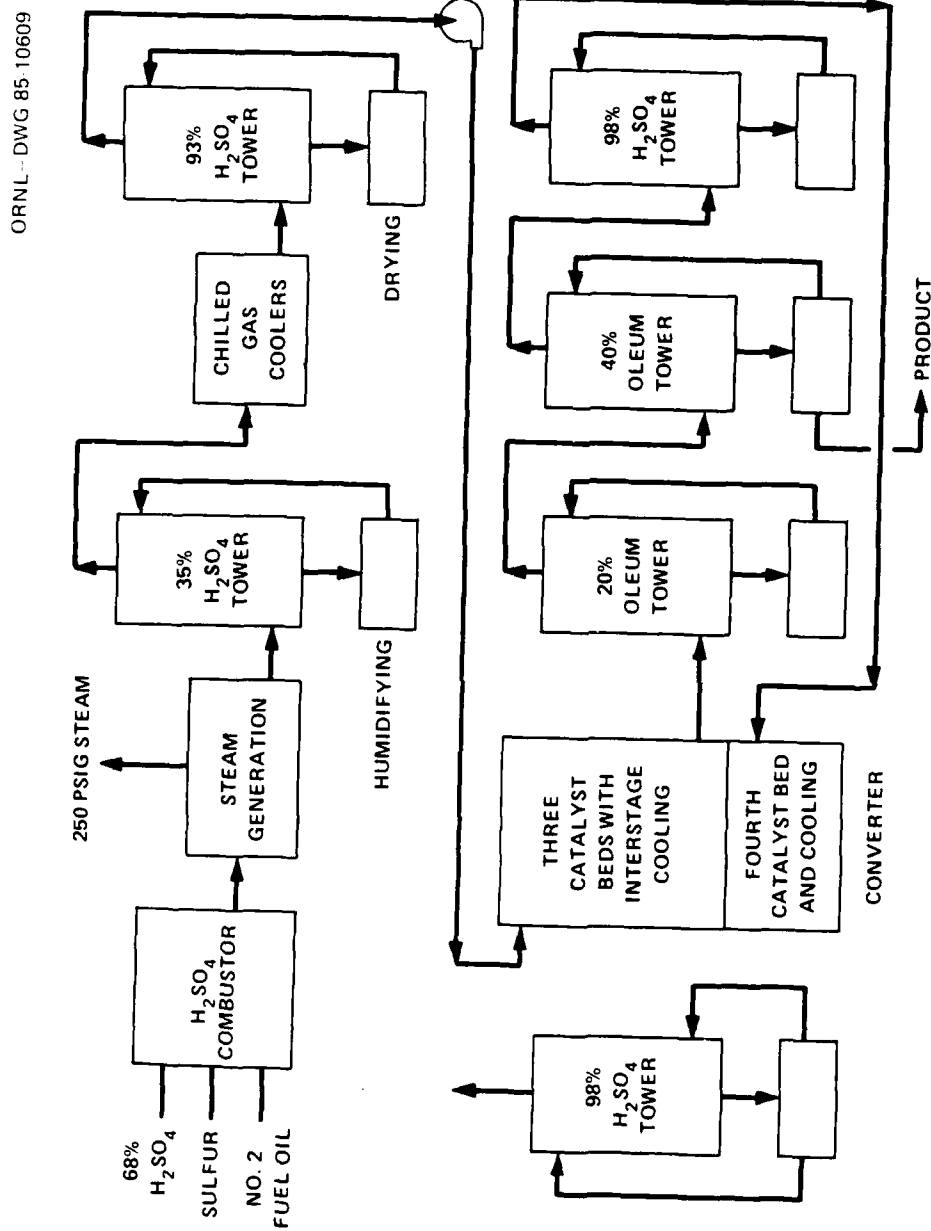 ORNL--DWG 85-10609
68%
H2SO4
SULFUR
NO. 2
FUEL OIL
H2SO4
COMBUSTOR
250 PSIG STEAM
STEAM
GENERATION
35%
H2SO4
TOWER
HUMIDIFYING
CHILLED
GAS
COOLERS
93%
H2SO4
TOWER
DRYING
98%
H2SO4
TOWER
THREE
CATALYST
BEDS WITH
INTERSTAGE
COOLING
FOURTH
CATALYST BED
AND COOLING
CONVERTER
20%
OLEUM
TOWER
40%
OLEUM
TOWER
PRODUCT
98%
H2SO4
TOWER